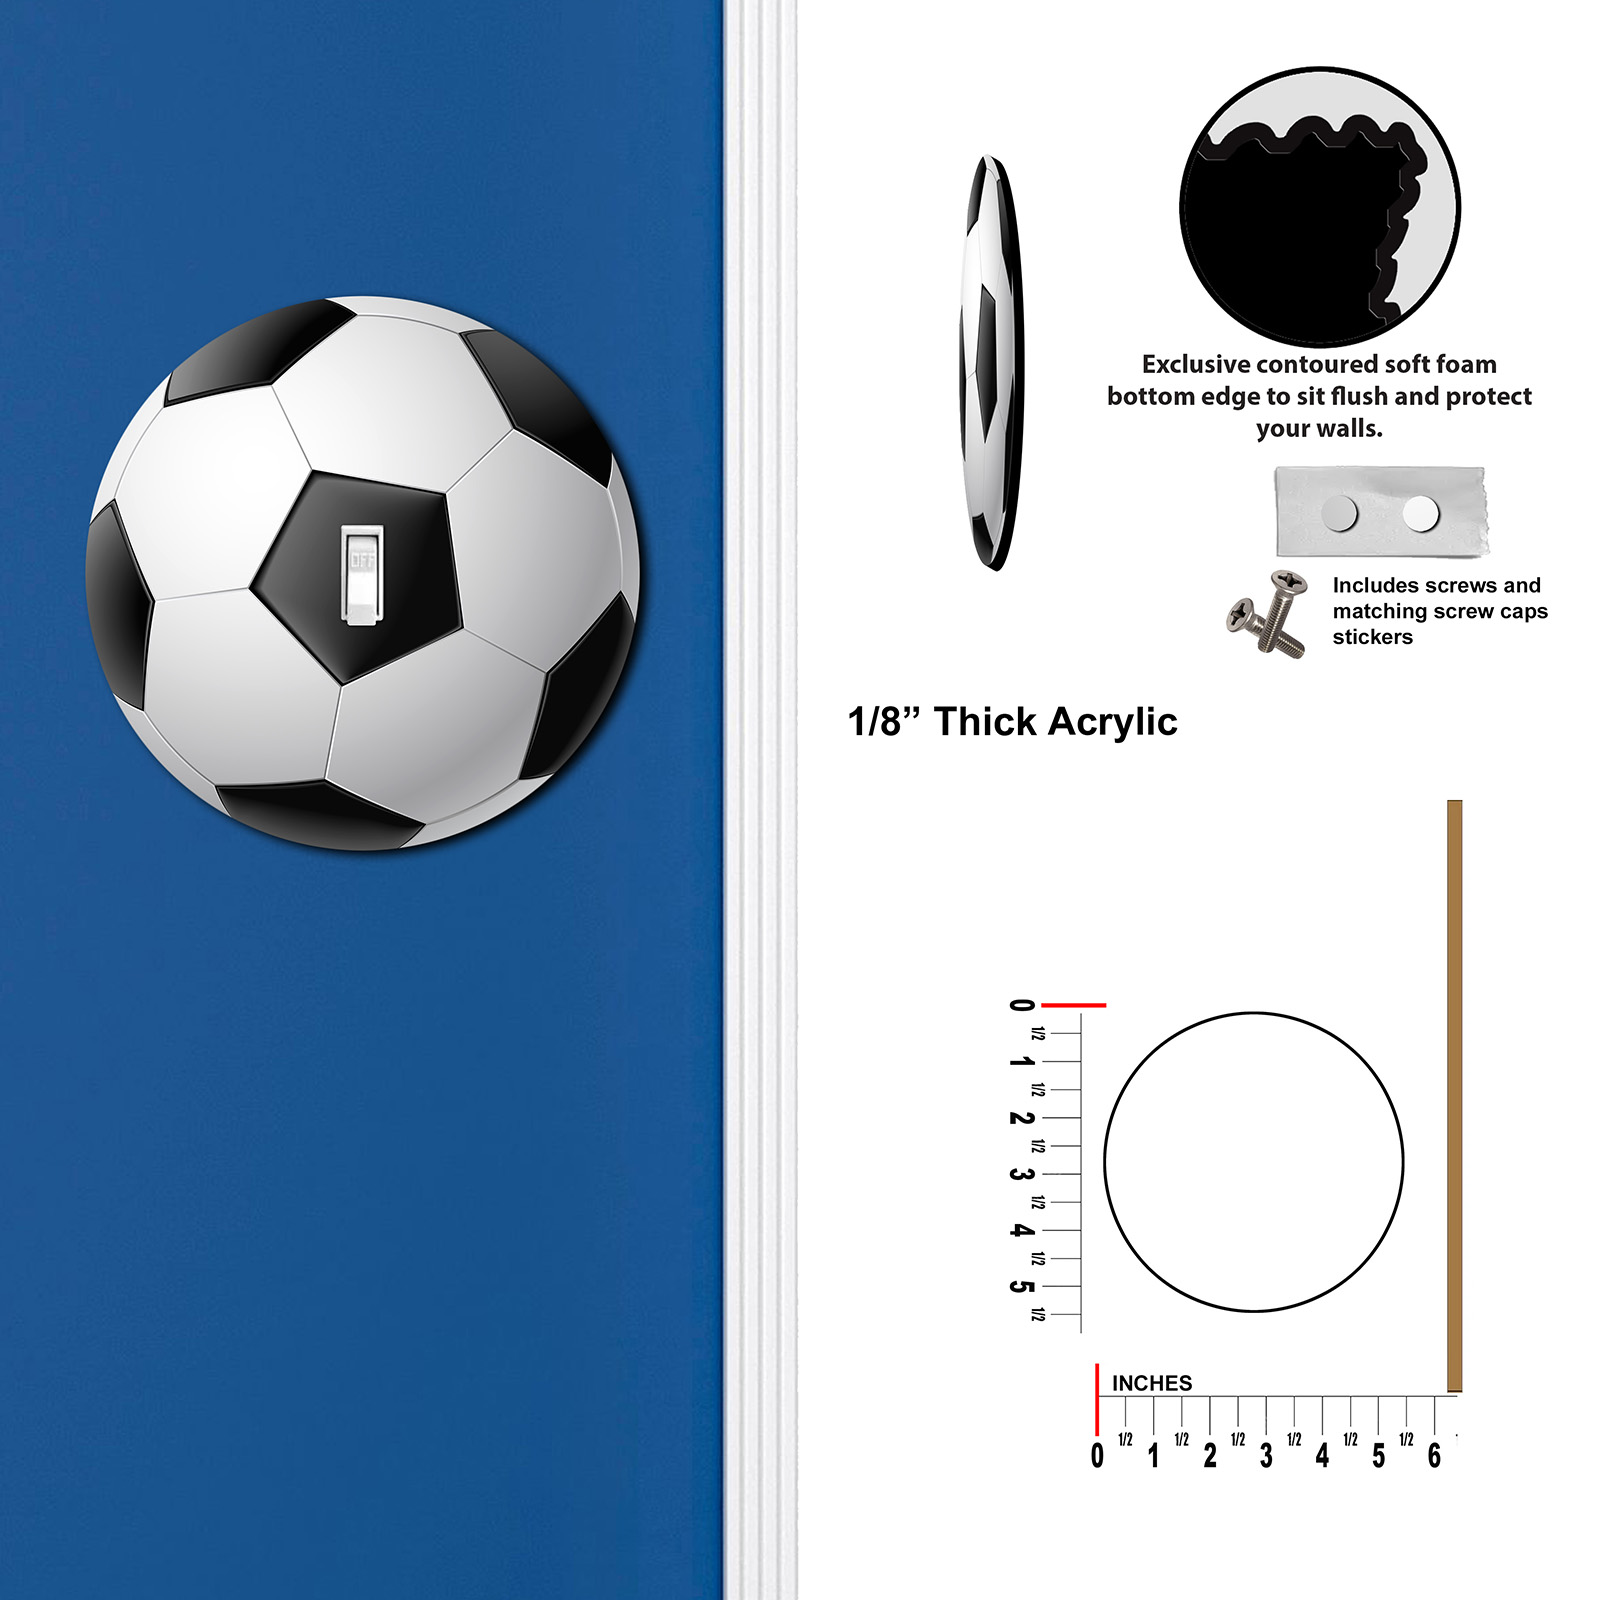 OFF
Exclusive contoured soft foam
bottom edge to sit flush and protect
your walls.
Includes screws and
matching screw caps
stickers
1/8” Thick Acrylic
0
1/2
1
1/2
2
1/2
3
1/2
4
1/2
5
1/2
INCHES
0 1/2 1 1/2 2 1/2 3 1/2 4 1/2 5 1/2 6